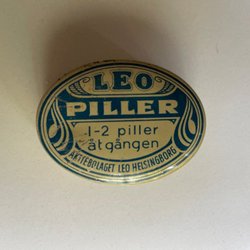 LEO
PILLER
1-2 piller
åt gången
AKTIEBOLAGET LEO HELSINGBORG